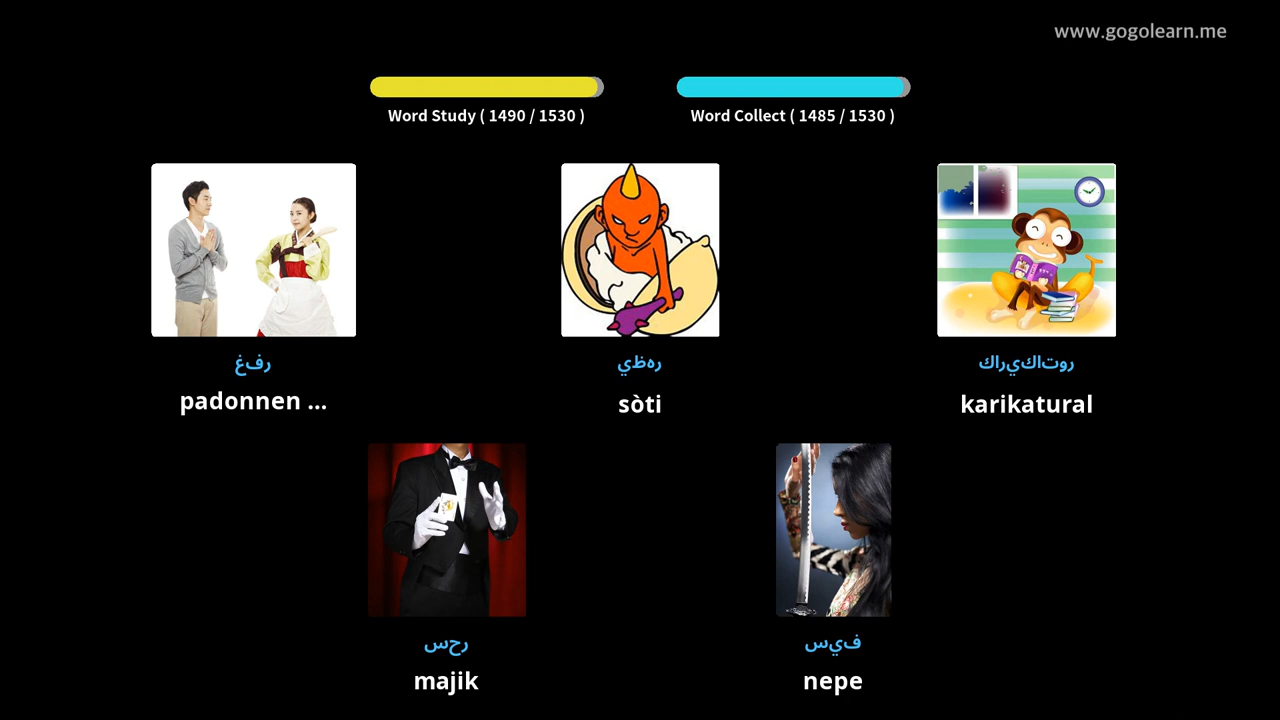 www.gogolearn.me
Word Study ( 1490 / 1530 )
Word Collect ( 1485 / 1530 )
رفغ
padonnen ...
رهظي
sòti
روتاكيراك
karikatural
رحس
majik
فيس
nepe